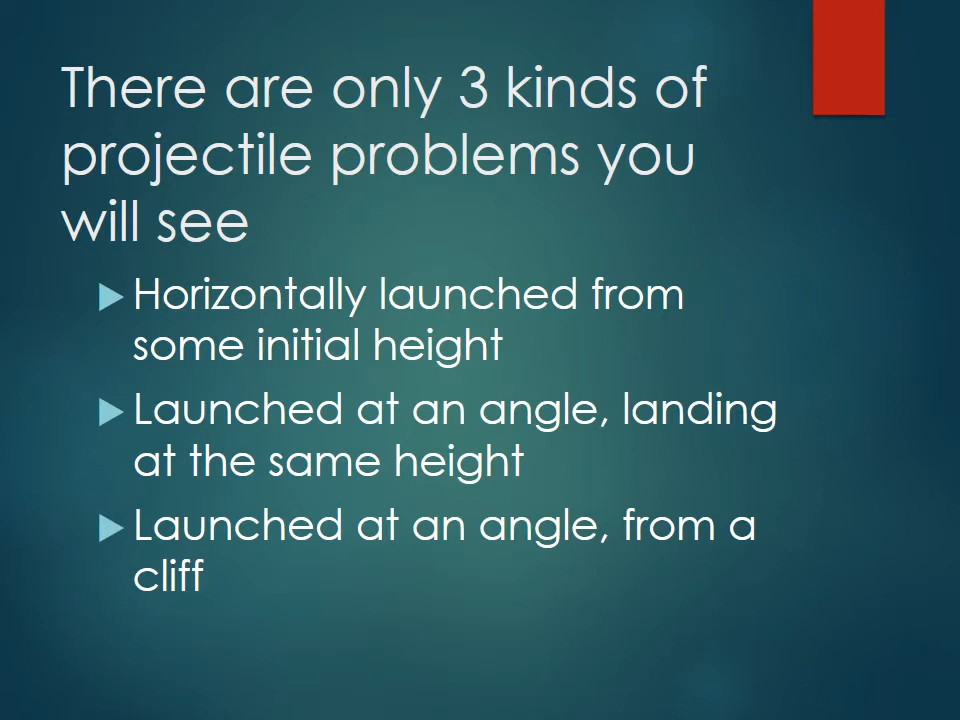 There are only 3 kinds of
projectile problems you
will see
Horizontally launched from
some initial height
Launched at an angle, landing
at the same height
Launched at an angle, from a
cliff